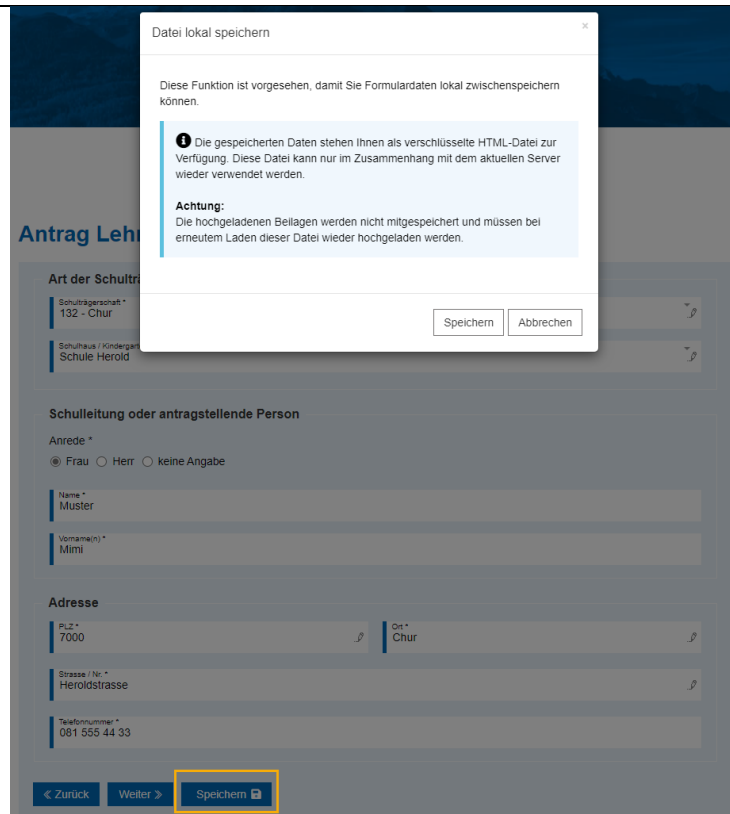 Datei lokal speichern ×
Diese Funktion ist vorgesehen, damit Sie Formulardaten lokal zwischenspeichern
können.
Die gespeicherten Daten stehen Ihnen als verschlüsselte HTML-Datei zur
Verfügung. Diese Datei kann nur im Zusammenhang mit dem aktuellen Server
wieder verwendet werden.
Achtung:
Die hochgeladenen Beilagen werden nicht mitgespeichert und müssen bei
erneutem Laden dieser Datei wieder hochgeladen werden.
Speichern Abbrechen
Antrag
Art der
Schulträgerschaft *
132 - Chur
Schulhaus /
Schule Herold
Schulleitung oder antragstellende Person
Anrede *
Frau Herr keine Angabe
Name *
Muster
Vorname(n) *
Mimi
Adresse
PLZ * Ort *
7000 Chur
Strasse / Nr. *
Heroldstrasse
Telefonnummer *
081 555 44 33
« Zurück Weiter » Speichern